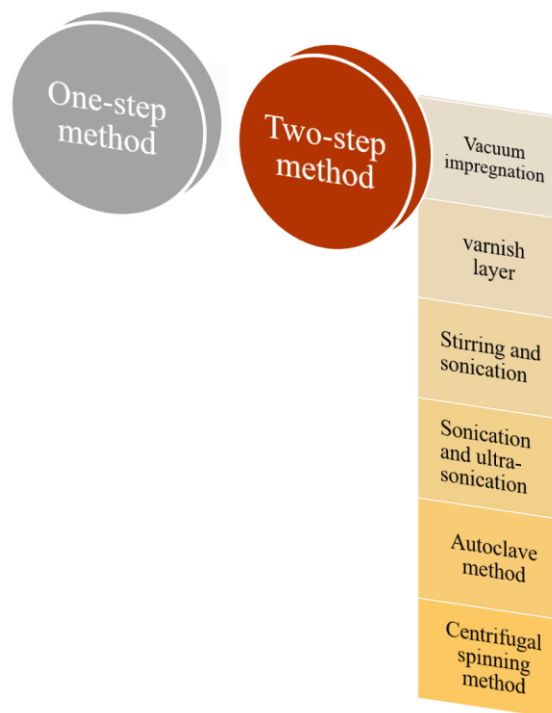 One-step
method
Two-step
method
Vacuum
impregnation
varnish
layer
Stirring and
sonication
Sonication
and ultra-
sonication
Autoclave
method
Centrifugal
spinning
method